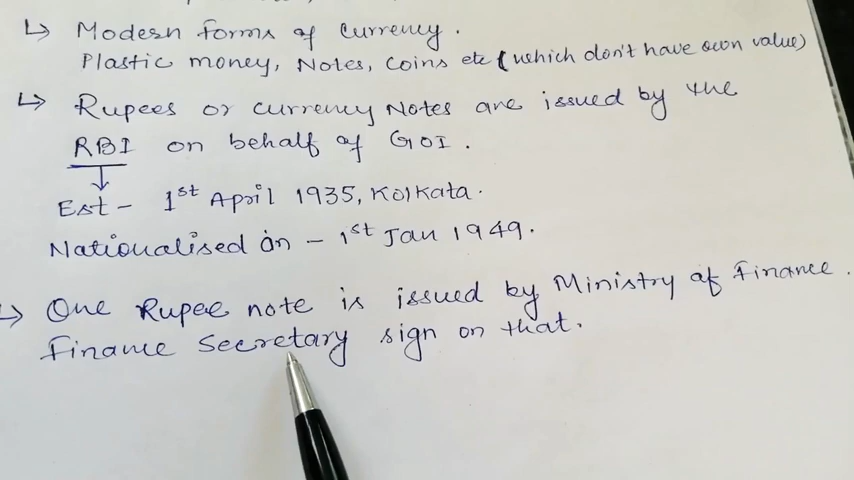 ↳ Modern forms of currency.
Plastic money, Notes, coins etc (which don't have own value)
↳ Rupees or currency Notes are issued by the
RBI on behalf of GOI.
Est - 1st April 1935, Kolkata.
Nationalised on - 1st Jan 1949.
↳ One Rupee note is issued by Ministry of Finance.
Finance Secretary sign on that.